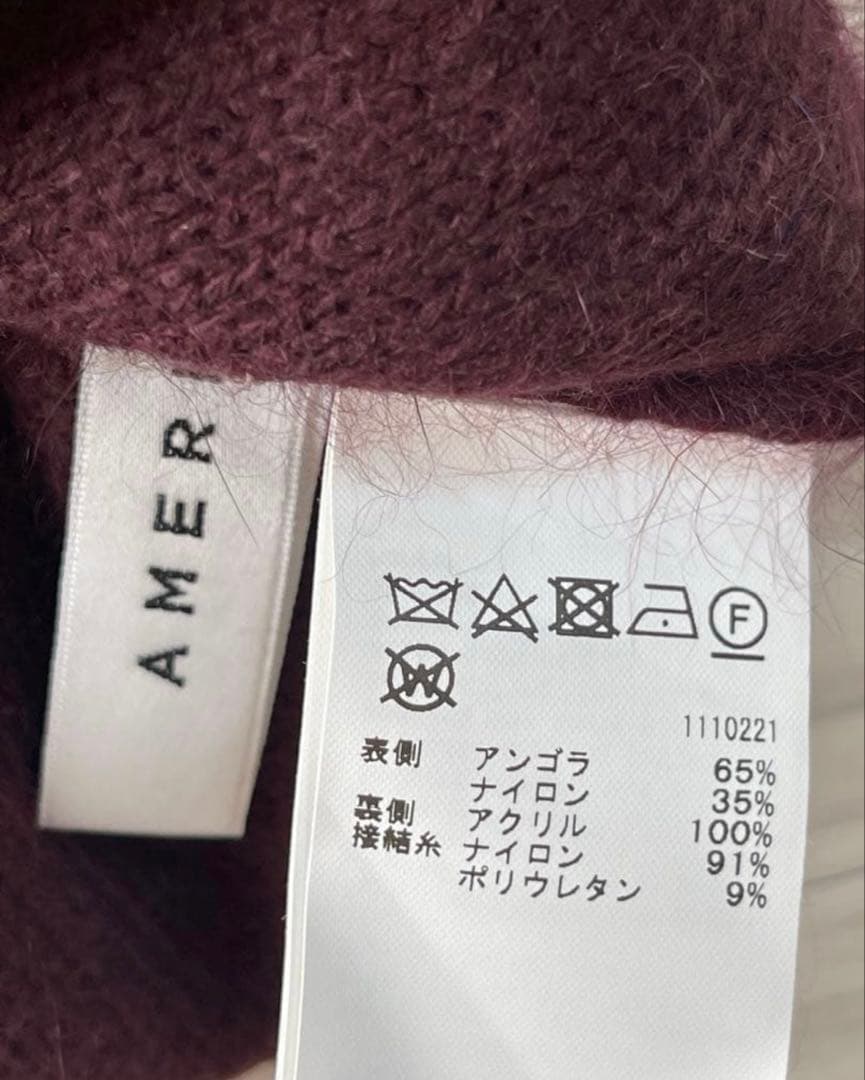 AMER
F
W
1110221
表側 アンゴラ 65%
ナイロン 35%
裏側 アクリル 100%
接結糸 ナイロン 91%
ポリウレタン 9%